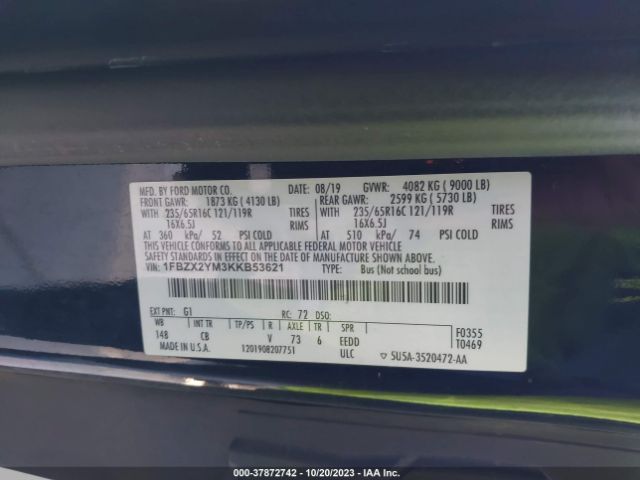 MFD. BY FORD MOTOR CO. DATE: 08/19 GVWR: 4082 KG ( 9000 LB)
FRONT GAWR: 1873 KG ( 4130 LB) REAR GAWR: 2599 KG ( 5730 LB)
WITH 235/65R16C 121/119R TIRES WITH 235/65R16C 121/119R TIRES
16X6.5J RIMS 16X6.5J RIMS
AT 360 kPa/ 52 PSI COLD AT 510 kPa/ 74 PSI COLD
THIS VEHICLE CONFORMS TO ALL APPLICABLE FEDERAL MOTOR VEHICLE
SAFETY STANDARDS IN EFFECT ON THE DATE OF MANUFACTURE SHOWN ABOVE.
VIN: 1FBZX2YM3KKB53621 TYPE: Bus (Not school bus)
EXT PNT: G1 RC: 72 DSO:
WB INT TR TP/PS R AXLE TR SPR F0355
148 CB V 73 6 EEDD T0469
MADE IN U.S.A. 1201908207751 ULC ▽ SU5A-3520472-AA
000-37872742 - 10/20/2023 - IAA Inc.